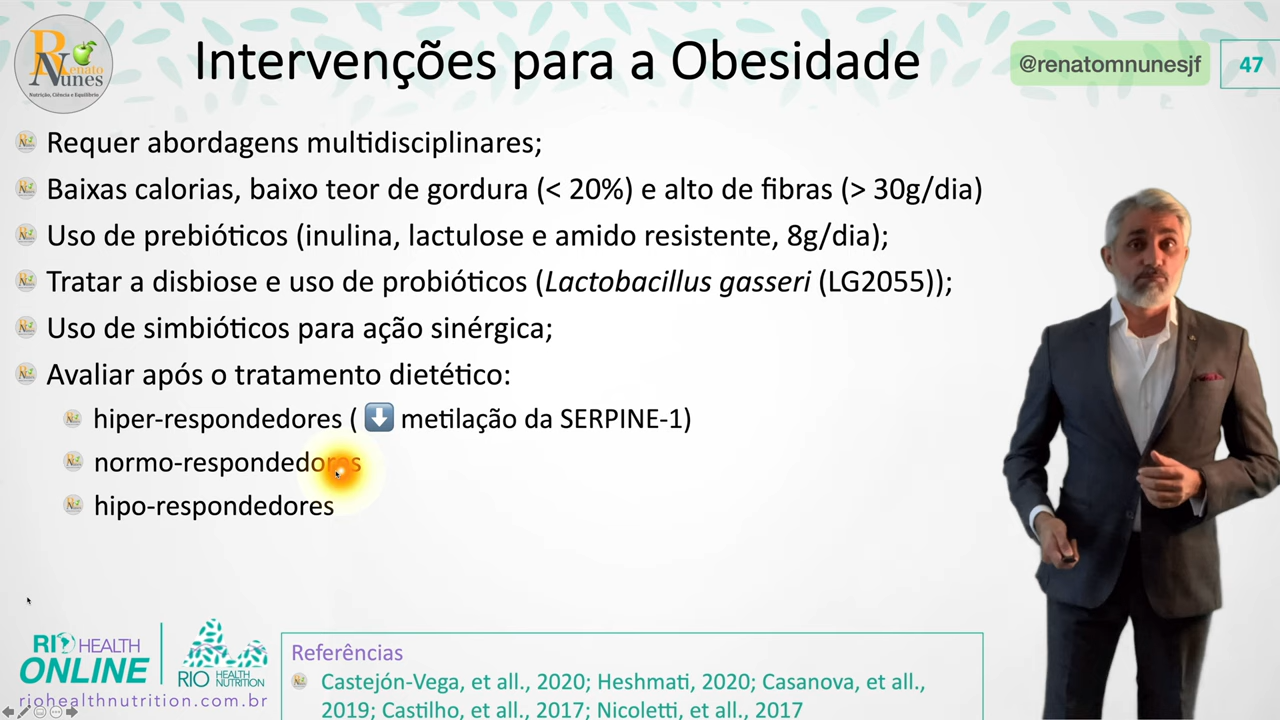 Renato
Nunes
Nutrição, Ciência e Equilíbrio
Intervenções para a Obesidade
@renatomnunesjf
47
Requer abordagens multidisciplinares;
Baixas calorias, baixo teor de gordura (< 20%) e alto de fibras (> 30g/dia)
Uso de prebióticos (inulina, lactulose e amido resistente, 8g/dia);
Tratar a disbiose e uso de probióticos (Lactobacillus gasseri (LG2055));
Uso de simbióticos para ação sinérgica;
Avaliar após o tratamento dietético:
hiper-respondedores ( ⬇️ metilação da SERPINE-1)
normo-respondedores
hipo-respondedores
RIO HEALTH
ONLINE
RIO HEALTH NUTRITION
riohealthnutrition.com.br
Referências
Castejón-Vega, et all., 2020; Heshmati, 2020; Casanova, et all.,
2019; Castilho, et all., 2017; Nicoletti, et all., 2017